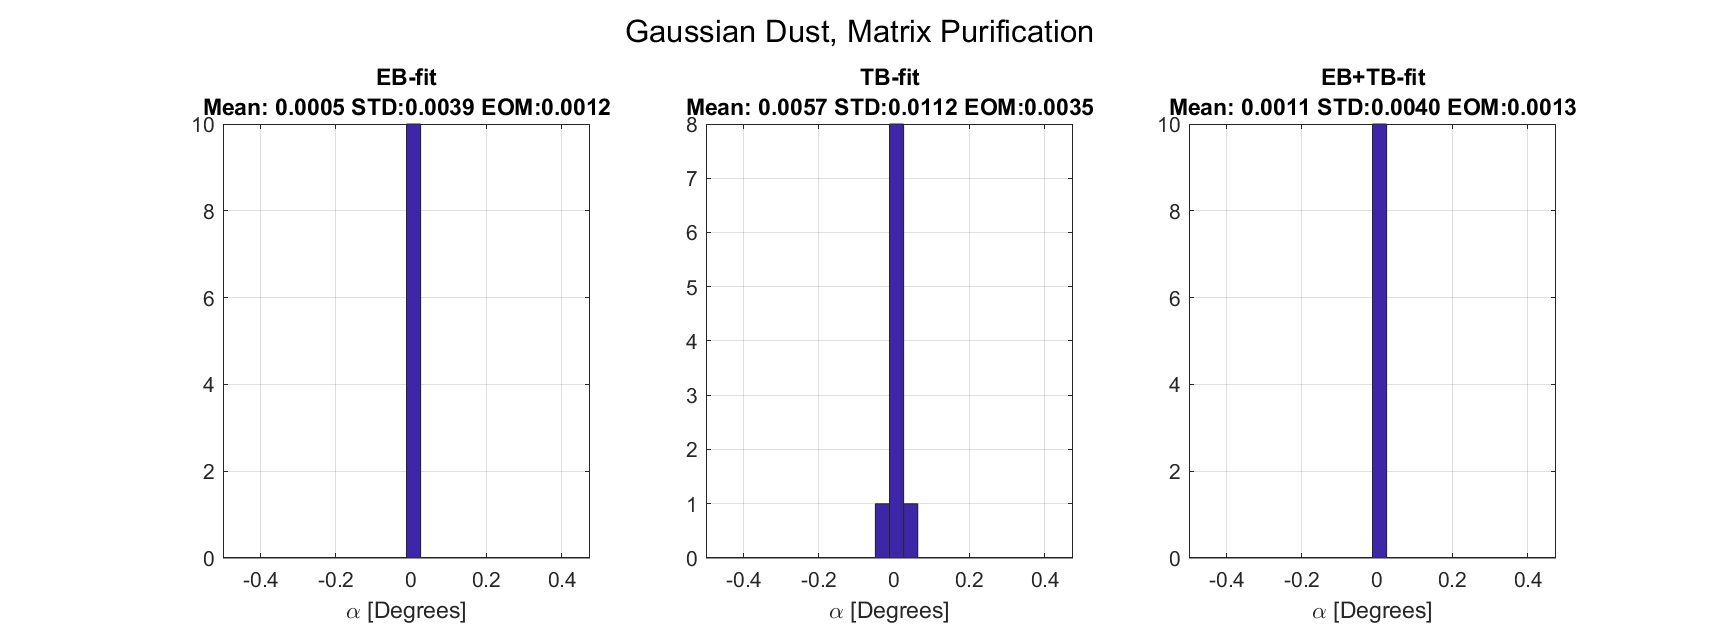 Gaussian Dust, Matrix Purification
EB-fit
Mean: 0.0005 STD:0.0039 EOM:0.0012
10
8
6
4
2
0
-0.4 -0.2 0 0.2 0.4
α [Degrees]
TB-fit
Mean: 0.0057 STD:0.0112 EOM:0.0035
8
7
6
5
4
3
2
1
0
-0.4 -0.2 0 0.2 0.4
α [Degrees]
EB+TB-fit
Mean: 0.0011 STD:0.0040 EOM:0.0013
10
8
6
4
2
0
-0.4 -0.2 0 0.2 0.4
α [Degrees]